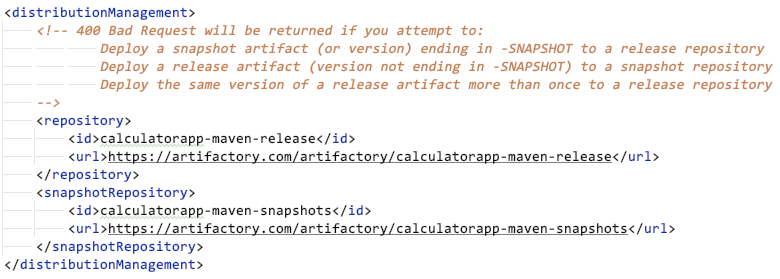 <distributionManagement>
<!-- 400 Bad Request will be returned if you attempt to:
Deploy a snapshot artifact (or version) ending in -SNAPSHOT to a release repository
Deploy a release artifact (version not ending in -SNAPSHOT) to a snapshot repository
Deploy the same version of a release artifact more than once to a release repository
-->
<repository>
<id>calculatorapp-maven-release</id>
<url>https://artifactory.com/artifactory/calculatorapp-maven-release</url>
</repository>
<snapshotRepository>
<id>calculatorapp-maven-snapshots</id>
<url>https://artifactory.com/artifactory/calculatorapp-maven-snapshots</url>
</snapshotRepository>
</distributionManagement>